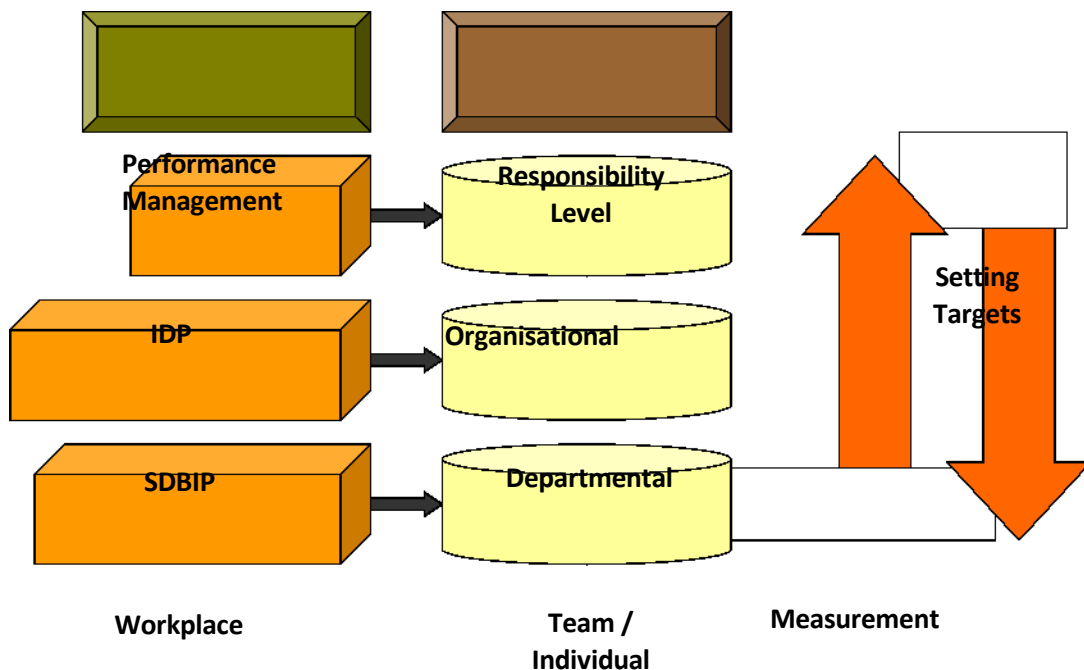 Performance
Management
Responsibility
Level
Setting
Targets
IDP
Organisational
SDBIP
Departmental
Workplace
Team /
Individual
Measurement